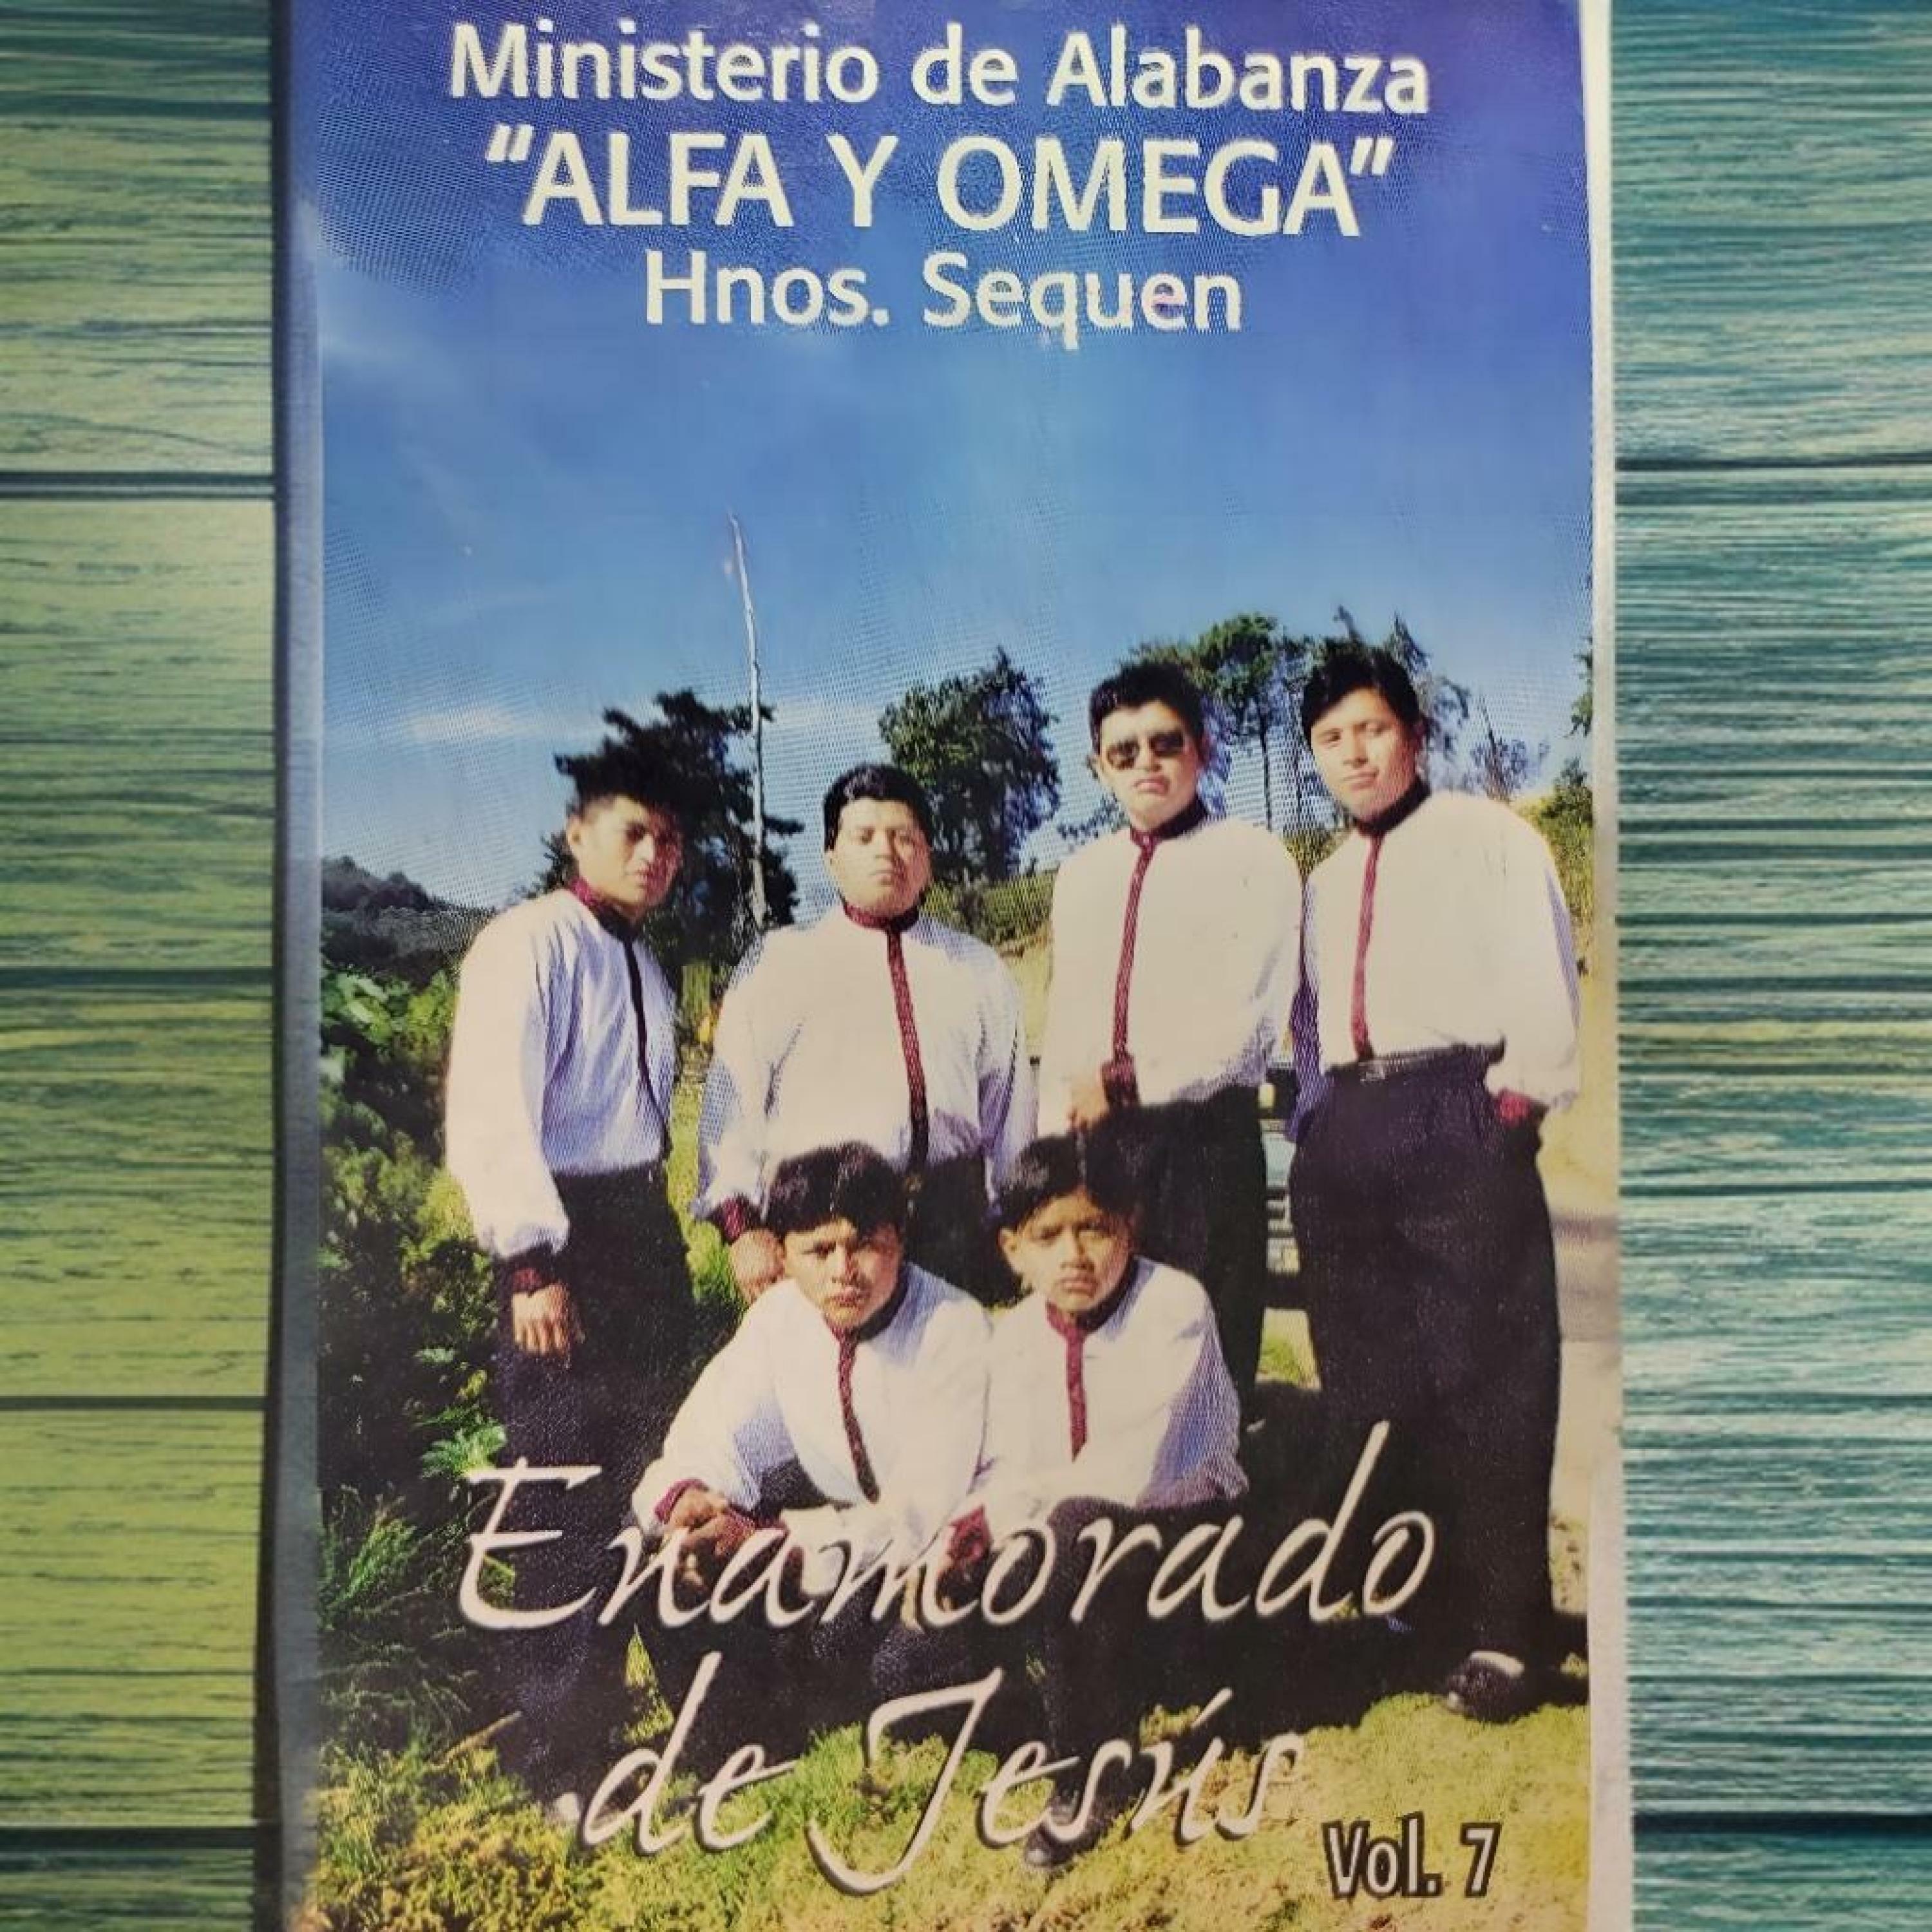 Ministerio de Alabanza
"ALFA Y OMEGA"
Hnos. Sequen
Enamorado
de Jesús
Vol. 7